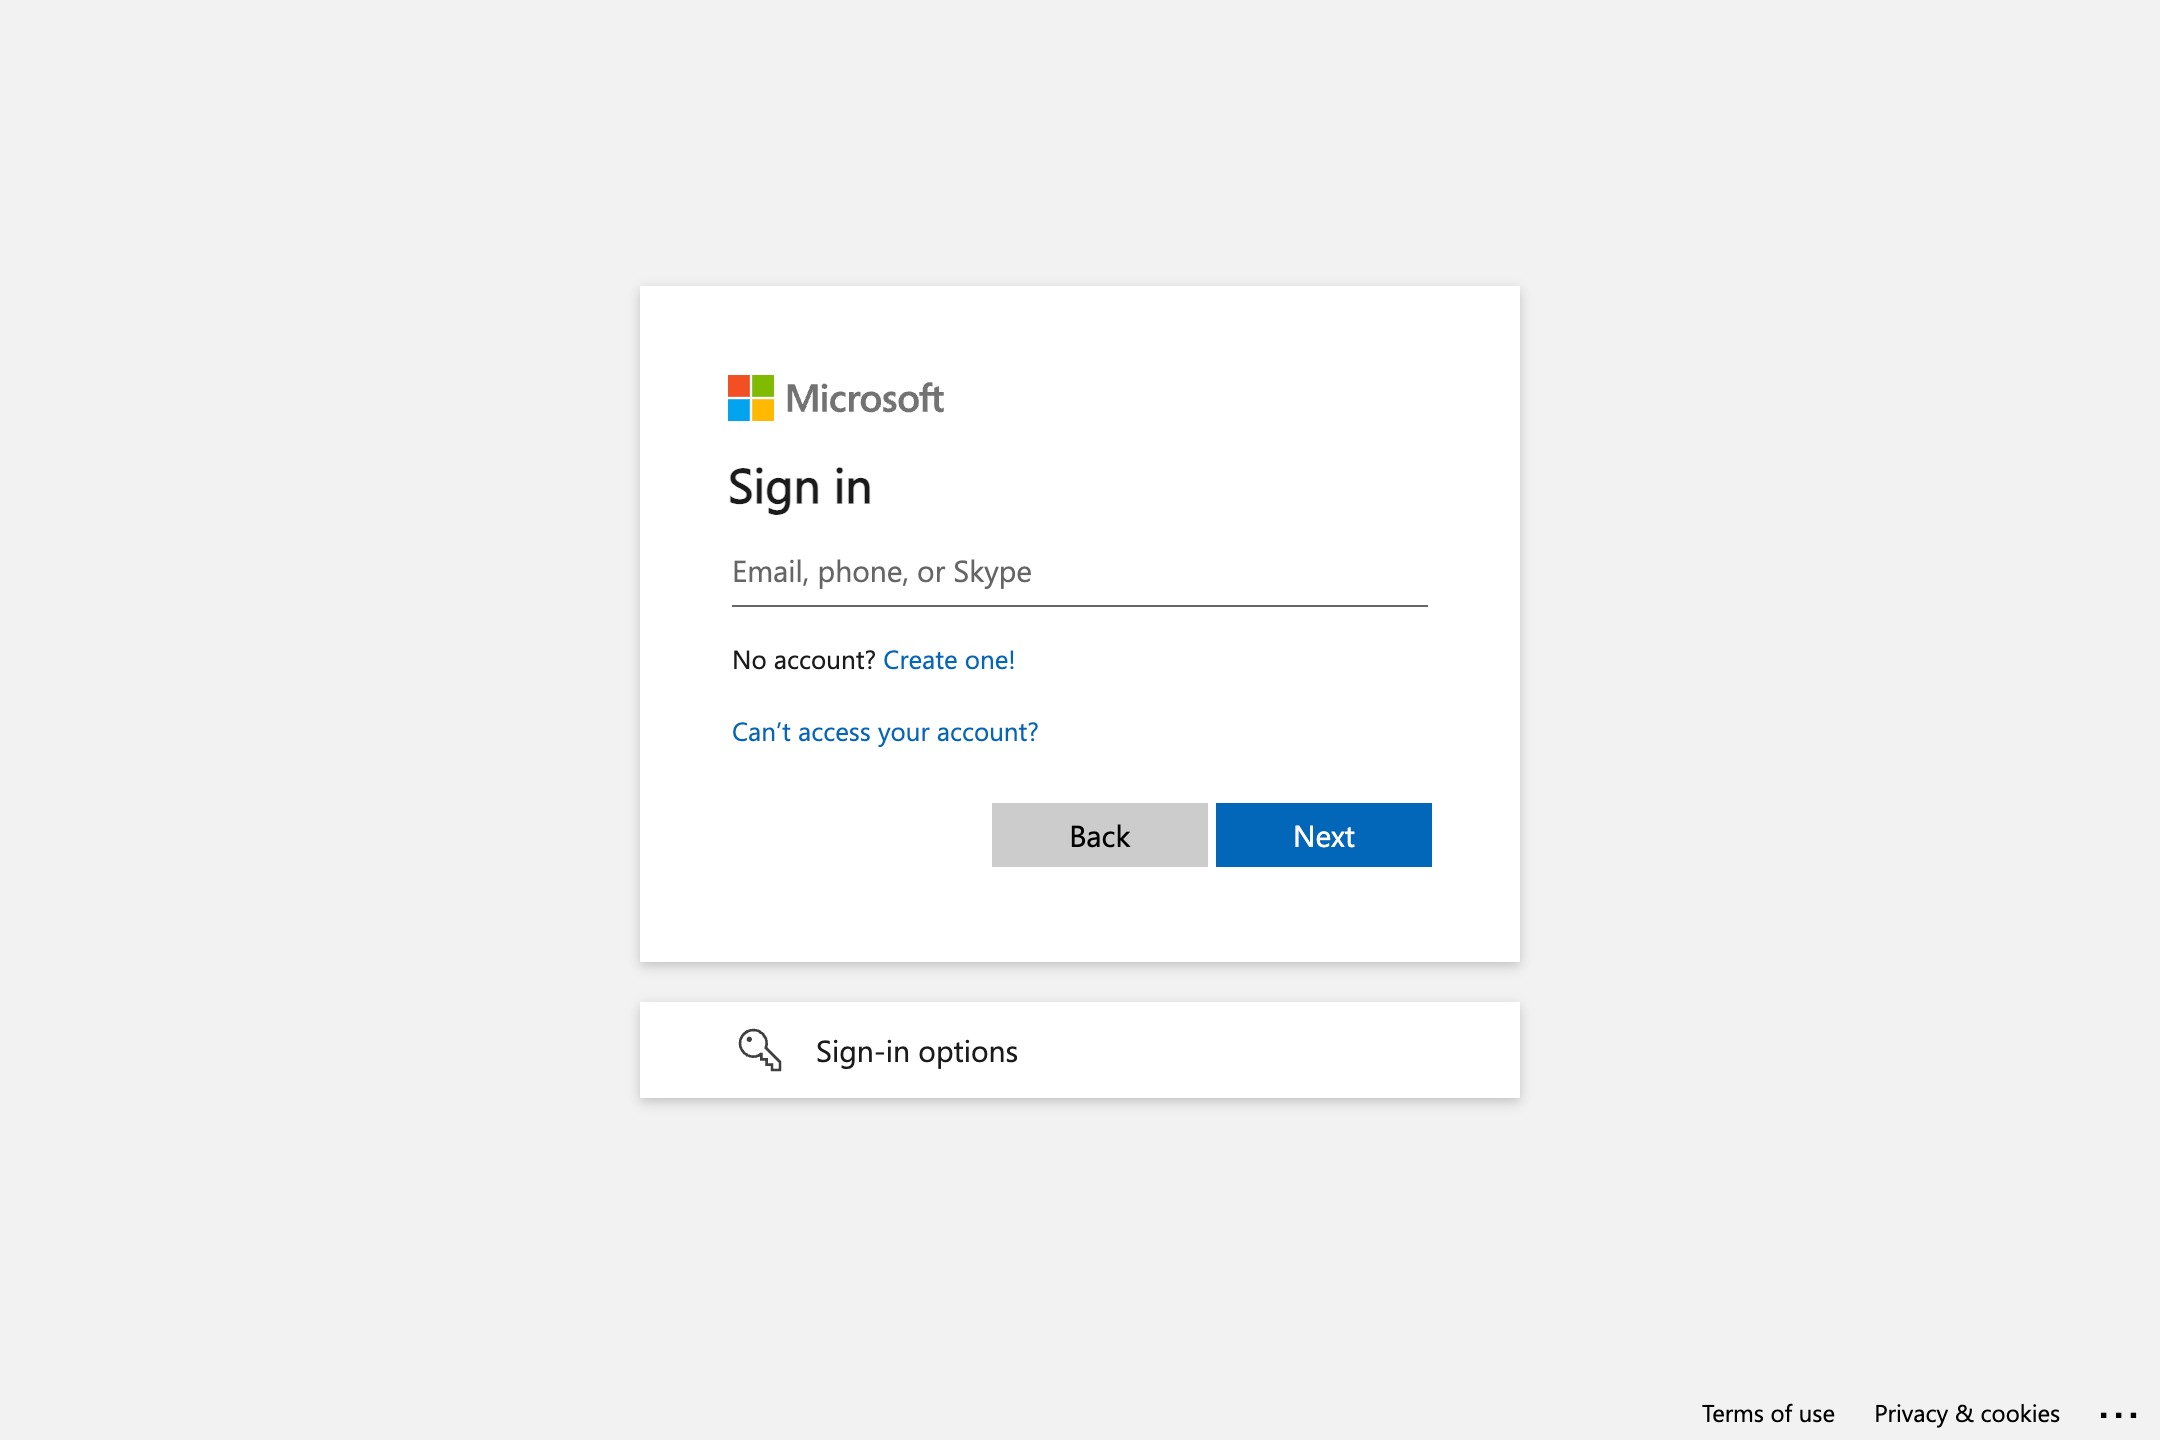 Microsoft
Sign in
Email, phone, or Skype
No account? Create one!
Can’t access your account?
Back Next
Sign-in options
Terms of use Privacy & cookies ...